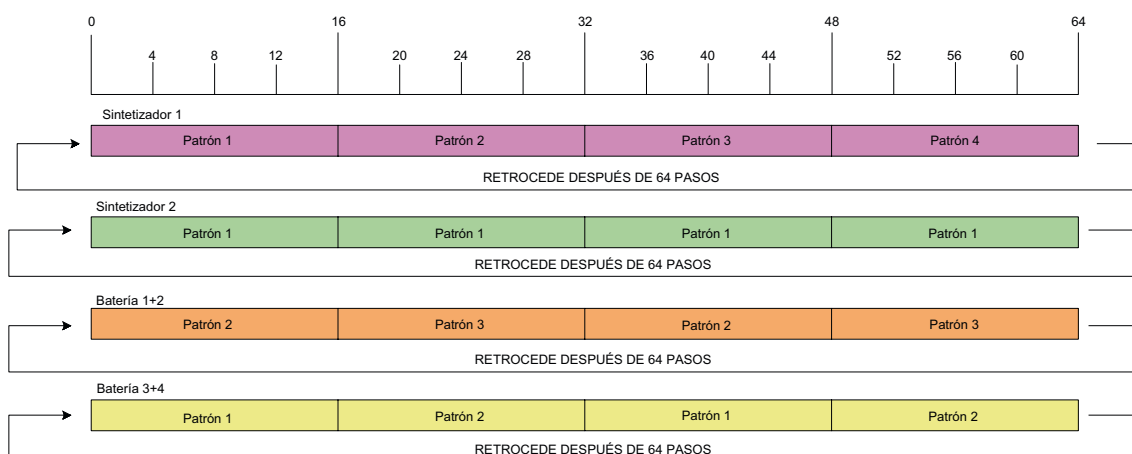 0 16 32 48 64
4 8 12 20 24 28 36 40 44 52 56 60
Sintetizador 1
Patrón 1 Patrón 2 Patrón 3 Patrón 4
RETROCEDE DESPUÉS DE 64 PASOS
Sintetizador 2
Patrón 1 Patrón 1 Patrón 1 Patrón 1
RETROCEDE DESPUÉS DE 64 PASOS
Batería 1+2
Patrón 2 Patrón 3 Patrón 2 Patrón 3
RETROCEDE DESPUÉS DE 64 PASOS
Batería 3+4
Patrón 1 Patrón 2 Patrón 1 Patrón 2
RETROCEDE DESPUÉS DE 64 PASOS